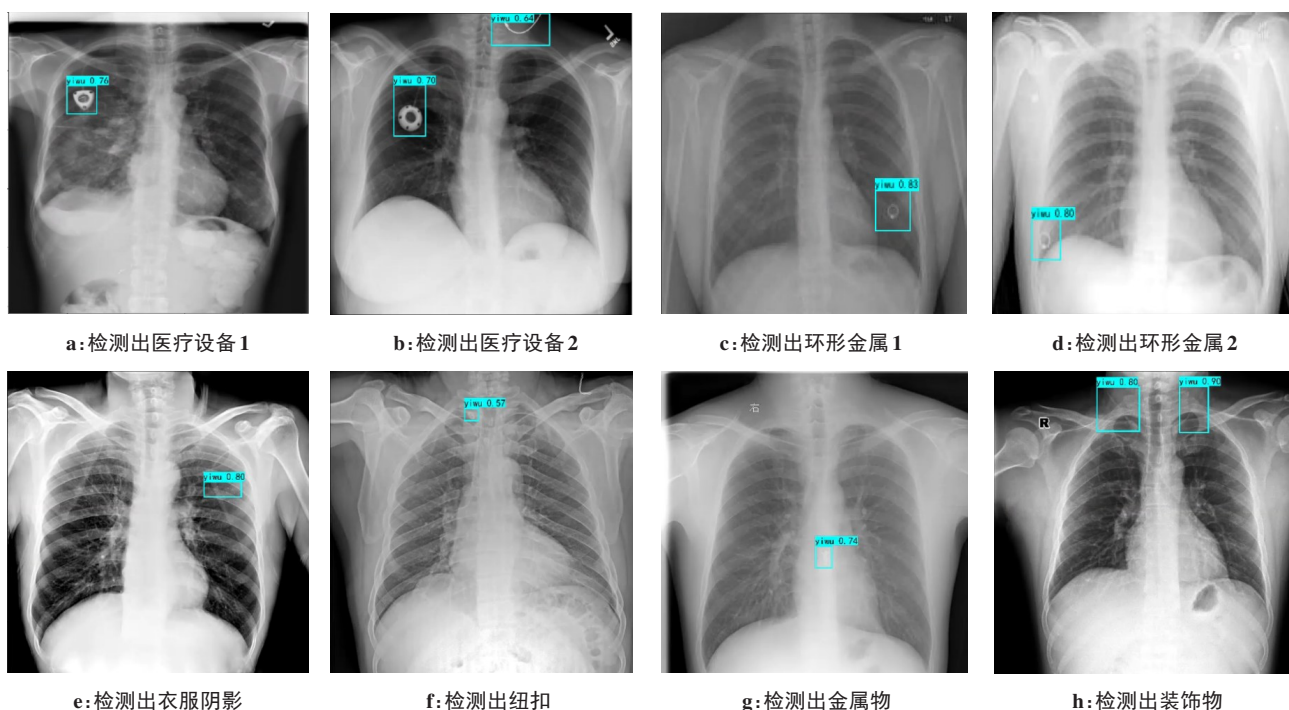 yiwu 0.76
yiwu 0.64
yiwu 0.70
yiwu 0.83
yiwu 0.80
a:检测出医疗设备1
b:检测出医疗设备2
c:检测出环形金属1
d:检测出环形金属2
yiwu 0.80
yiwu 0.57
右
yiwu 0.74
yiwu 0.80
yiwu 0.90
R
e:检测出衣服阴影
f:检测出纽扣
g:检测出金属物
h:检测出装饰物